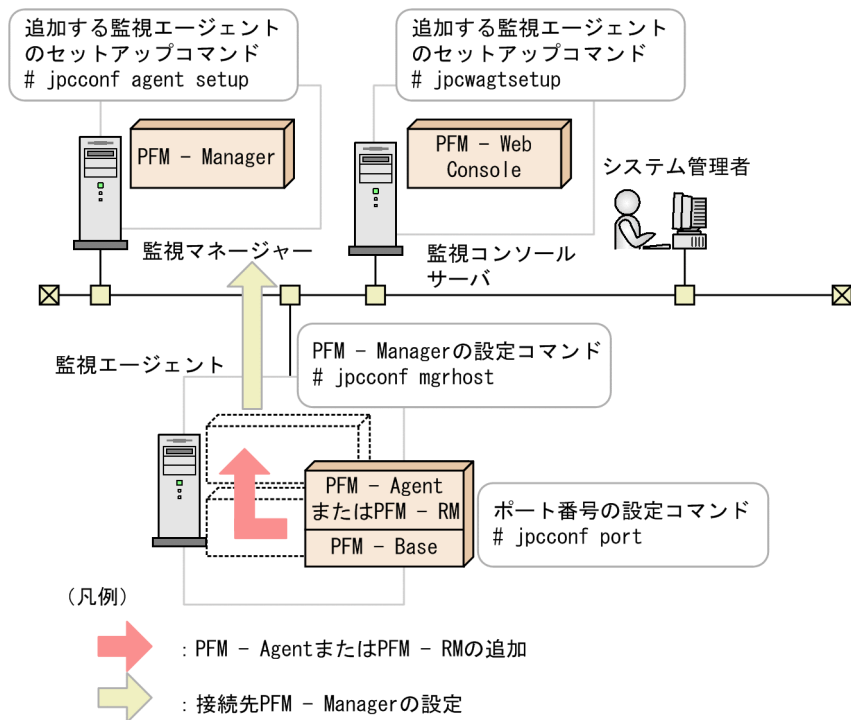 追加する監視エージェント
のセットアップコマンド
# jpcconf agent setup
追加する監視エージェント
のセットアップコマンド
# jpcwagtsetup
PFM - Manager
PFM - Web
Console
システム管理者
監視マネージャー
監視コンソール
サーバ
監視エージェント
PFM - Managerの設定コマンド
# jpcconf mgrhost
PFM - Agent
またはPFM - RM
PFM - Base
ポート番号の設定コマンド
# jpcconf port
(凡例)
：PFM - AgentまたはPFM - RMの追加
：接続先PFM - Managerの設定